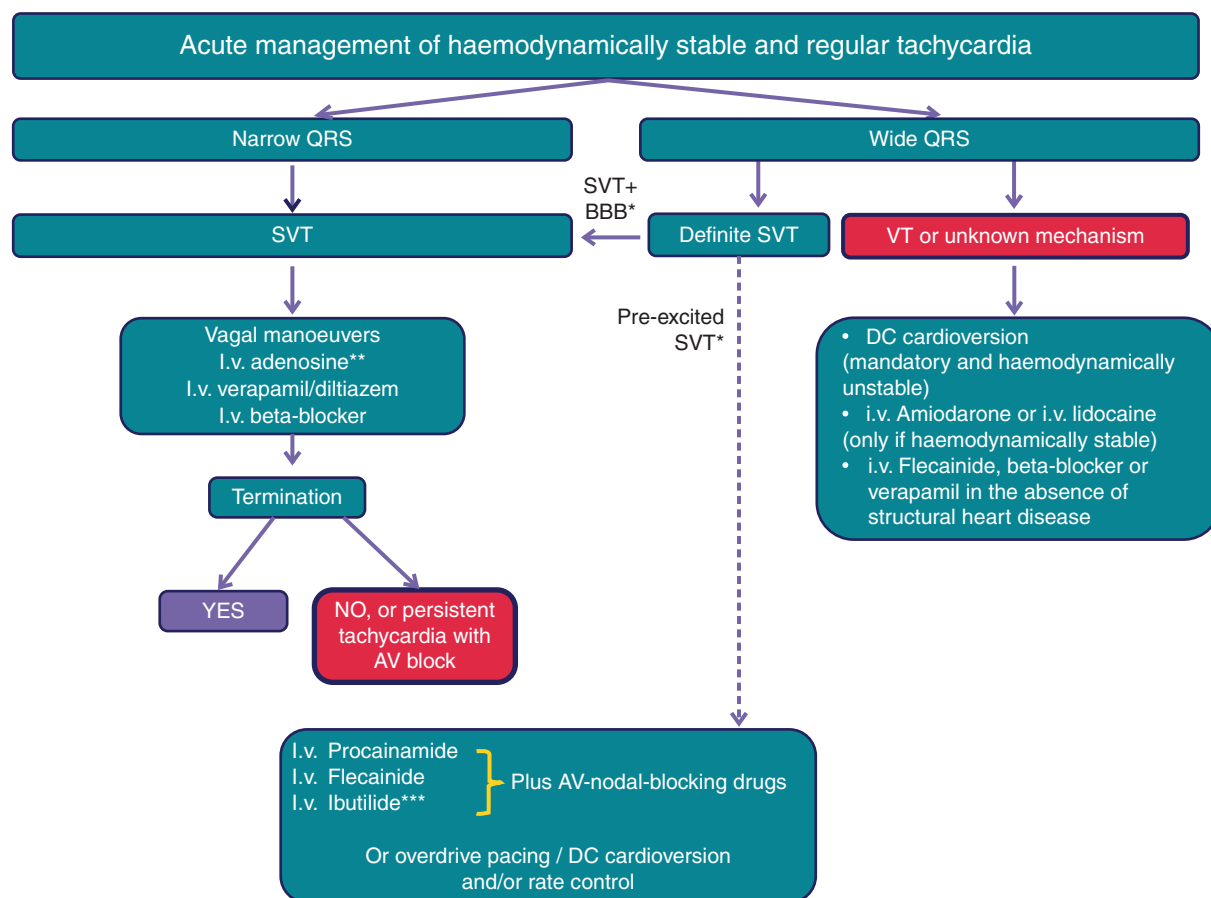 Acute management of haemodynamically stable and regular tachycardia
Narrow QRS
Wide QRS
SVT+
BBB*
SVT
Definite SVT
VT or unknown mechanism
Vagal manoeuvers
I.v. adenosine**
I.v. verapamil/diltiazem
I.v. beta-blocker
Pre-excited
SVT*
• DC cardioversion
(mandatory and haemodynamically
unstable)
• i.v. Amiodarone or i.v. lidocaine
(only if haemodynamically stable)
• i.v. Flecainide, beta-blocker or
verapamil in the absence of
structural heart disease
Termination
YES
NO, or persistent
tachycardia with
AV block
I.v. Procainamide
I.v. Flecainide
I.v. Ibutilide***
Plus AV-nodal-blocking drugs
Or overdrive pacing / DC cardioversion
and/or rate control